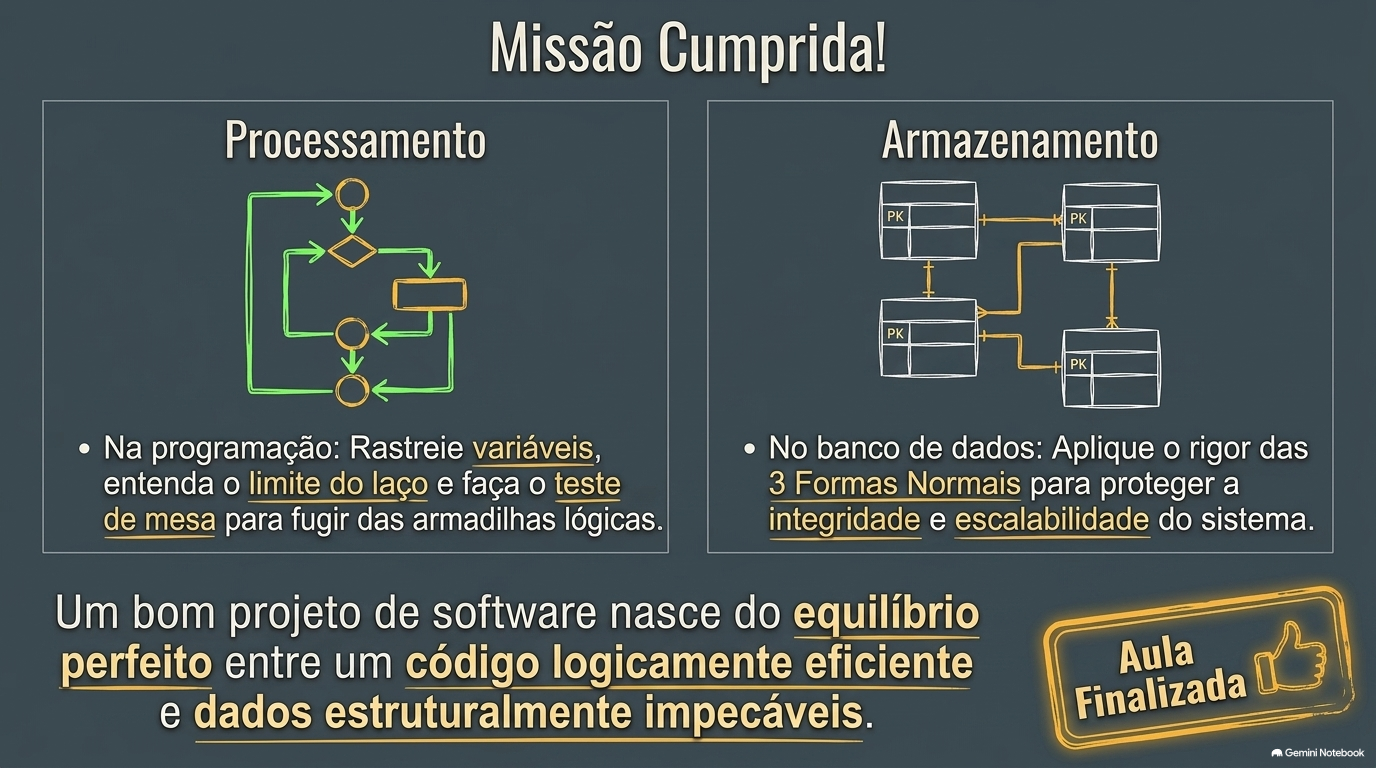 Missão Cumprida!
Processamento
• Na programação: Rastreie variáveis,
entenda o limite do laço e faça o teste
de mesa para fugir das armadilhas lógicas.
Armazenamento
PK
PK
PK
PK
• No banco de dados: Aplique o rigor das
3 Formas Normais para proteger a
integridade e escalabilidade do sistema.
Um bom projeto de software nasce do equilíbrio
perfeito entre um código logicamente eficiente
e dados estruturalmente impecáveis.
Aula
Finalizada
Gemini Notebook